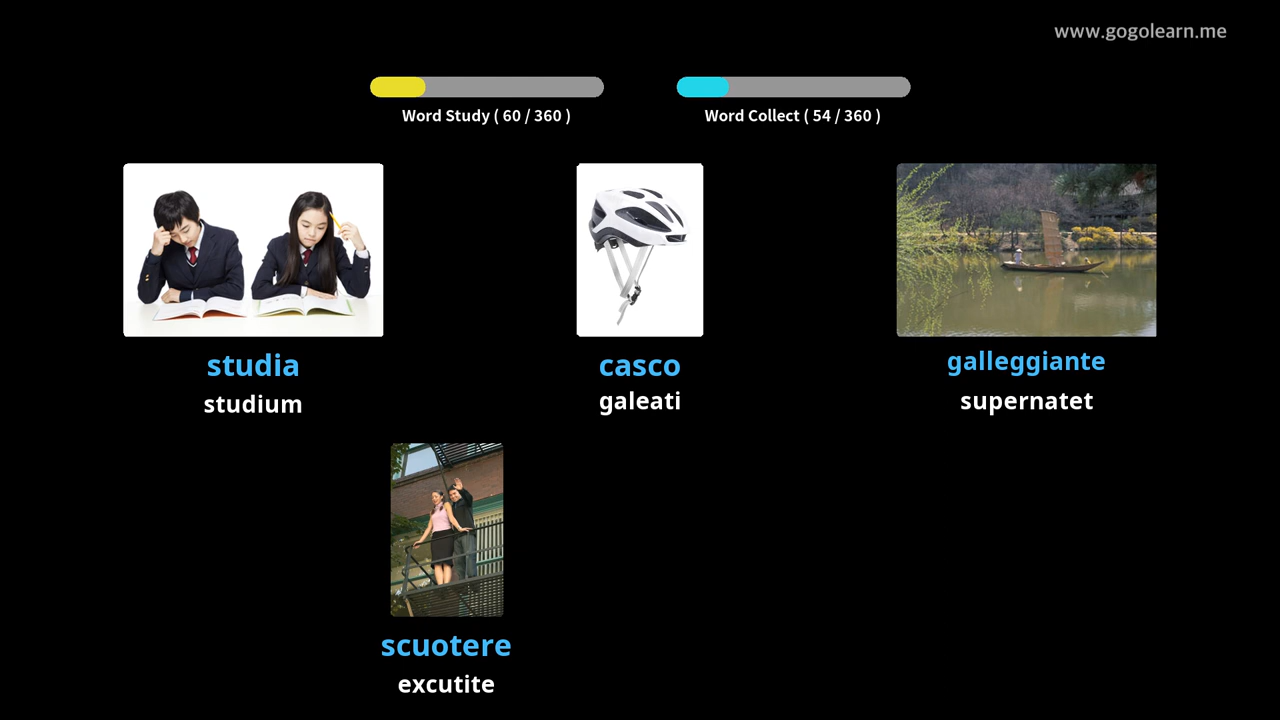 www.gogolearn.me
Word Study ( 60 / 360 )
Word Collect ( 54 / 360 )
studia
studium
casco
galeati
galleggiante
supernatet
scuotere
excutite